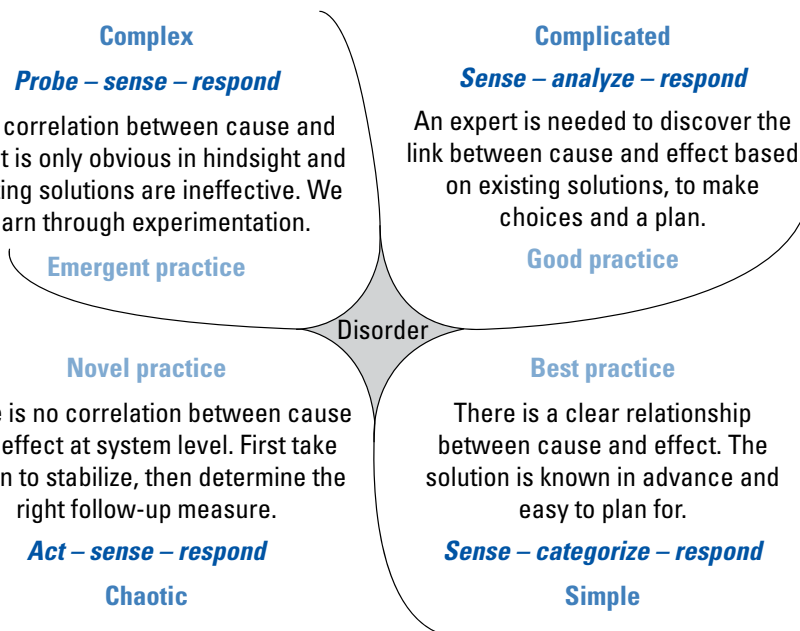 Complex
Probe – sense – respond
correlation between cause and
is only obvious in hindsight and
solutions are ineffective. We
through experimentation.
Emergent practice
Complicated
Sense – analyze – respond
An expert is needed to discover the
link between cause and effect based
on existing solutions, to make
choices and a plan.
Good practice
Disorder
Novel practice
is no correlation between cause
effect at system level. First take
to stabilize, then determine the
right follow-up measure.
Act – sense – respond
Chaotic
Best practice
There is a clear relationship
between cause and effect. The
solution is known in advance and
easy to plan for.
Sense – categorize – respond
Simple